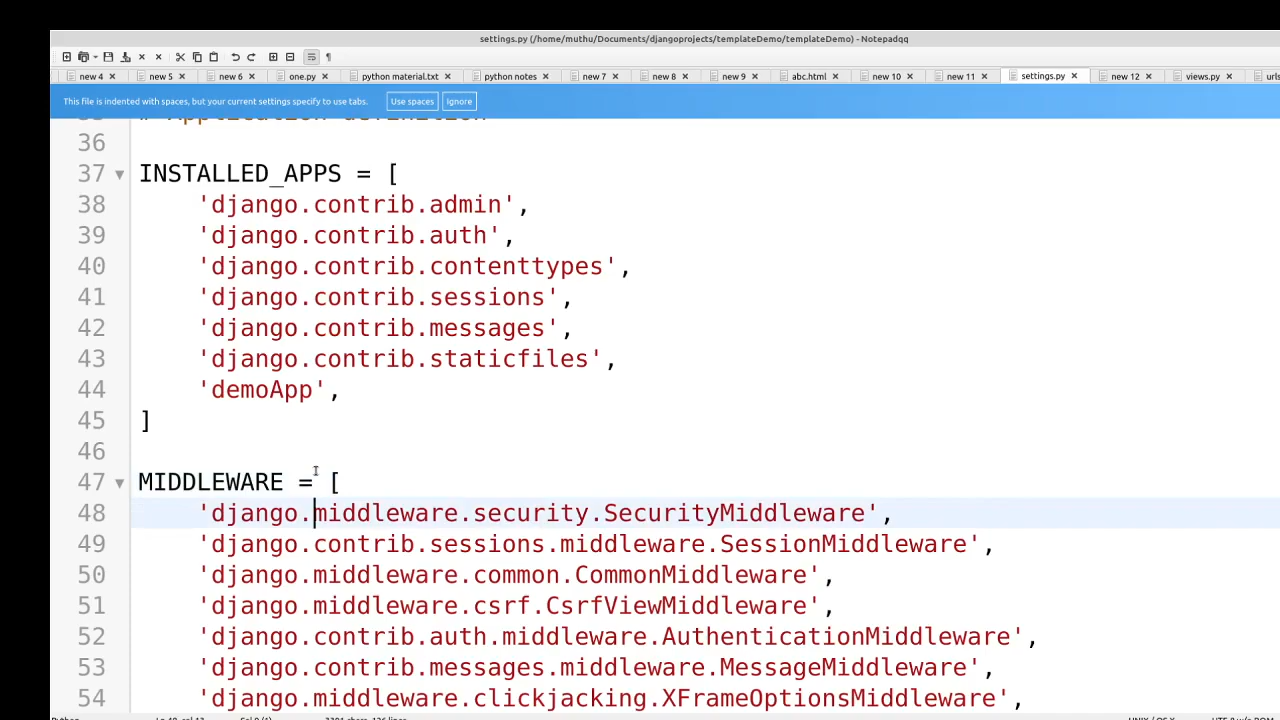 settings.py (/home/muthu/Documents/djangoprojects/templateDemo/templateDemo) - Notepadqq
new 4 new 5 new 6 one.py python material.txt python notes new 7 new 8 new 9 abc.html new 10 new 11 settings.py new 12 views.py urls
This file is indented with spaces, but your current settings specify to use tabs. Use spaces Ignore
# Application definition
36
37 INSTALLED_APPS = [
38 'django.contrib.admin',
39 'django.contrib.auth',
40 'django.contrib.contenttypes',
41 'django.contrib.sessions',
42 'django.contrib.messages',
43 'django.contrib.staticfiles',
44 'demoApp',
45 ]
46
47 MIDDLEWARE = [
48 'django.middleware.security.SecurityMiddleware',
49 'django.contrib.sessions.middleware.SessionMiddleware',
50 'django.middleware.common.CommonMiddleware',
51 'django.middleware.csrf.CsrfViewMiddleware',
52 'django.contrib.auth.middleware.AuthenticationMiddleware',
53 'django.contrib.messages.middleware.MessageMiddleware',
54 'django.middleware.clickjacking.XFrameOptionsMiddleware',